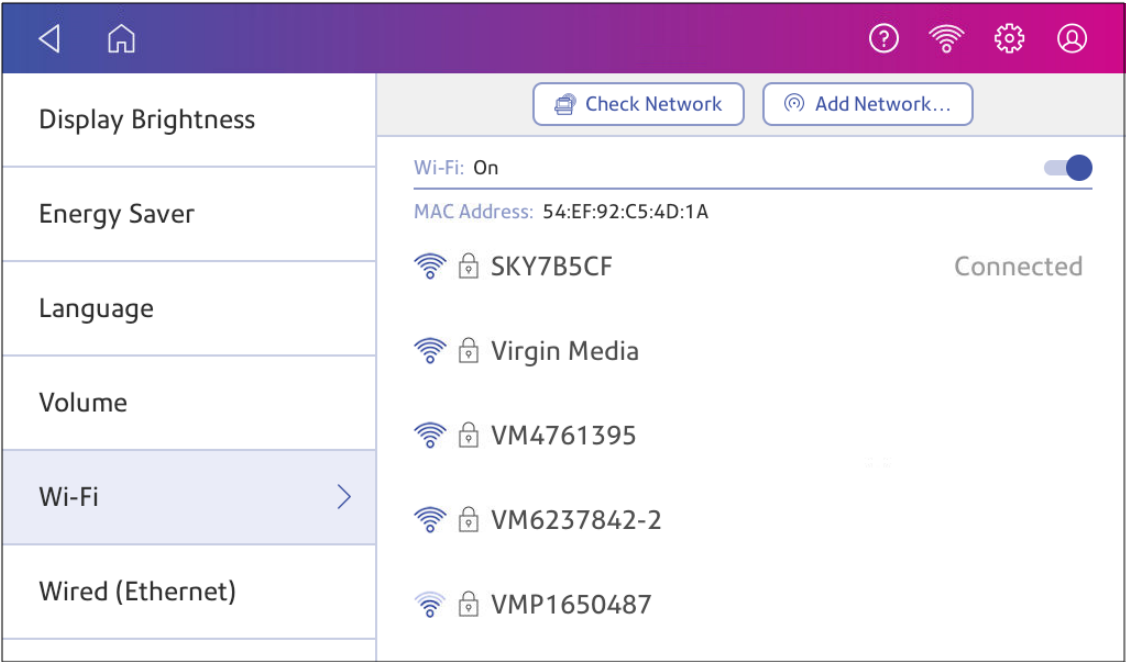 Check Network
Add Network...
Display Brightness
Energy Saver
Language
Volume
Wi-Fi
Wired (Ethernet)
Wi-Fi: On
MAC Address: 54:EF:92:C5:4D:1A
SKY7B5CF Connected
Virgin Media
VM4761395
VM6237842-2
VMP1650487